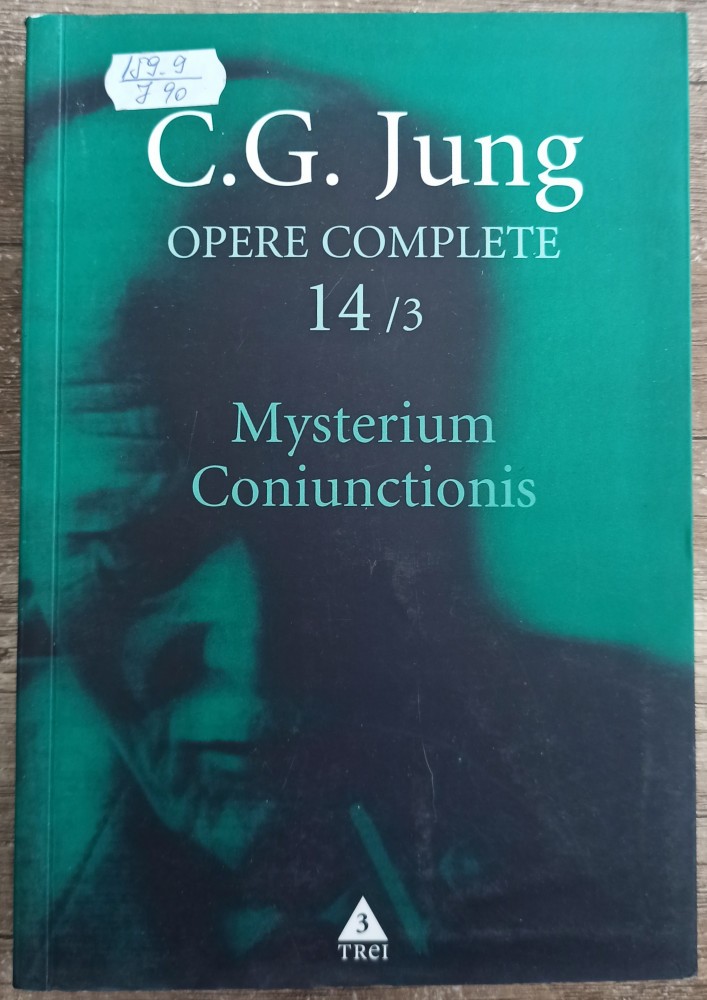 159.9
J 90
C.G. Jung
OPERE COMPLETE
14 /3
Mysterium
Coniunctionis
3
TREI